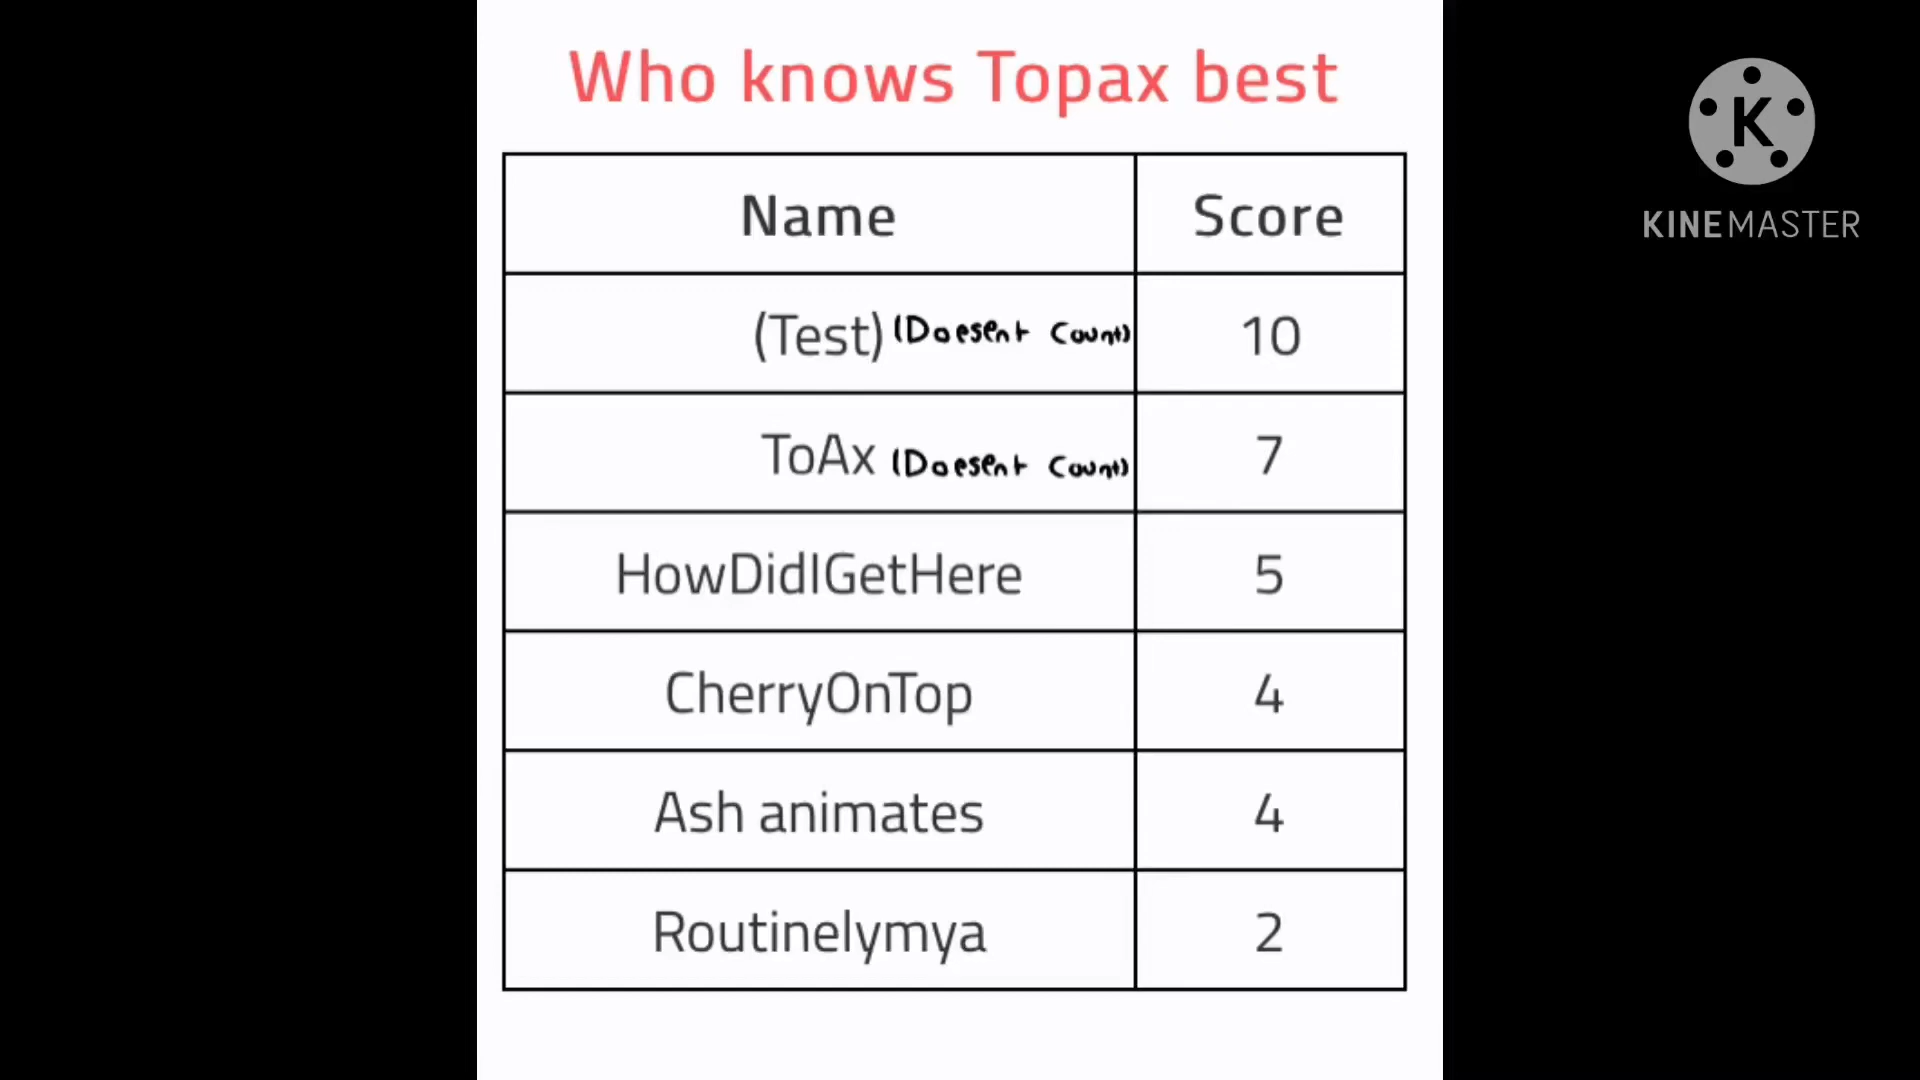 Who knows Topax best
Name Score
(Test) (Doesent Count) 10
ToAx (Doesent Count) 7
HowDidIGetHere 5
CherryOnTop 4
Ash animates 4
Routinelymya 2
K
KINEMASTER